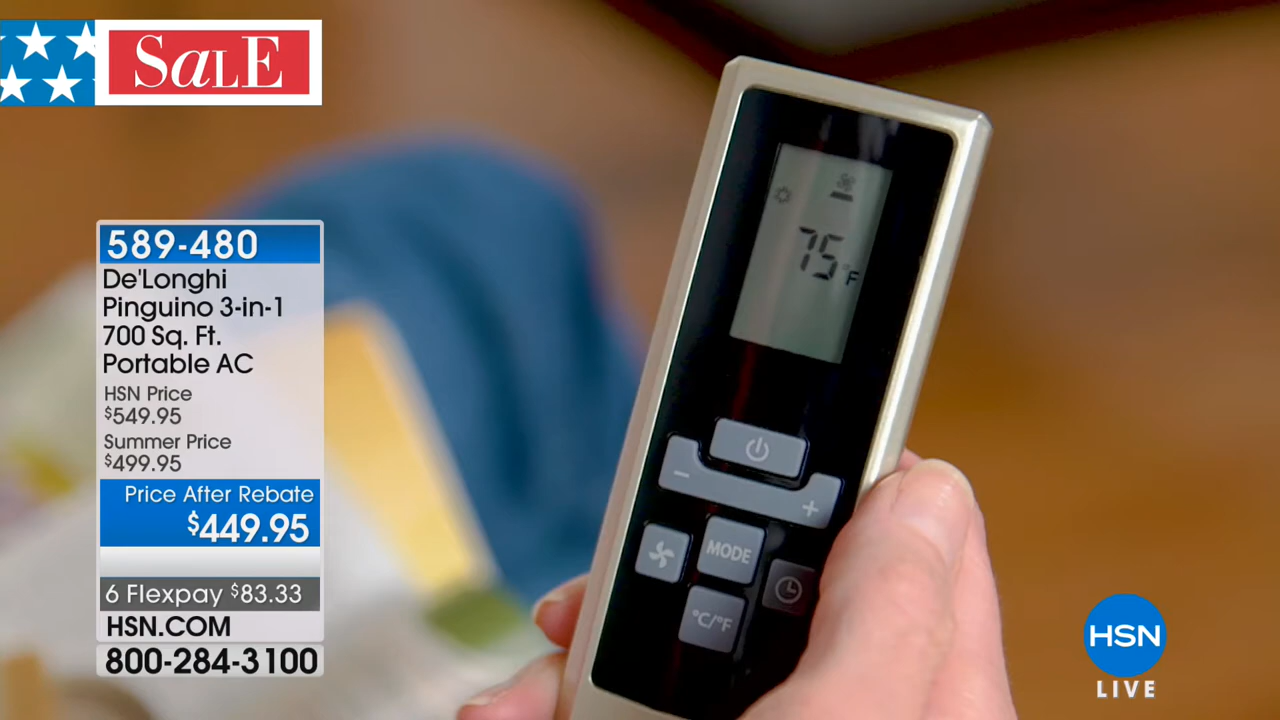 SaLE
589-480
De'Longhi
Pinguino 3-in-1
700 Sq. Ft.
Portable AC
HSN Price
$549.95
Summer Price
$499.95
Price After Rebate
$449.95
6 Flexpay $83.33
HSN.COM
800-284-3100
75°F
-
+
MODE
°C/°F
HSN
LIVE